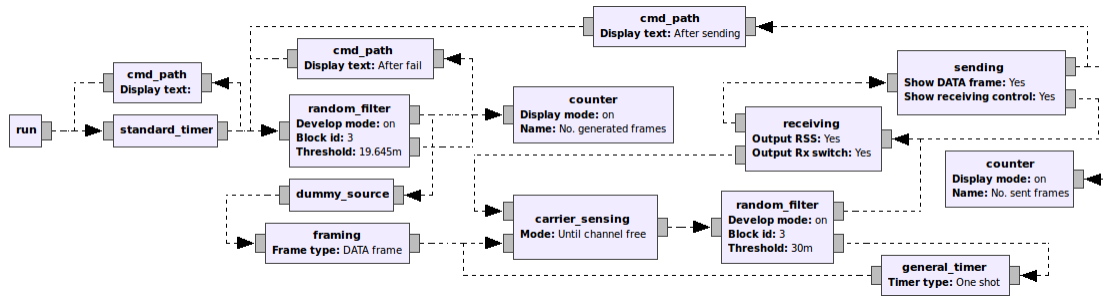 cmd_path
Display text: After sending
cmd_path
Display text: After fail
cmd_path
Display text:
sending
Show DATA frame: Yes
Show receiving control: Yes
run
standard_timer
random_filter
Develop mode: on
Block id: 3
Threshold: 19.645m
counter
Display mode: on
Name: No. generated frames
receiving
Output RSS: Yes
Output Rx switch: Yes
counter
Display mode: on
Name: No. sent frames
dummy_source
carrier_sensing
Mode: Until channel free
random_filter
Develop mode: on
Block id: 3
Threshold: 30m
framing
Frame type: DATA frame
general_timer
Timer type: One shot